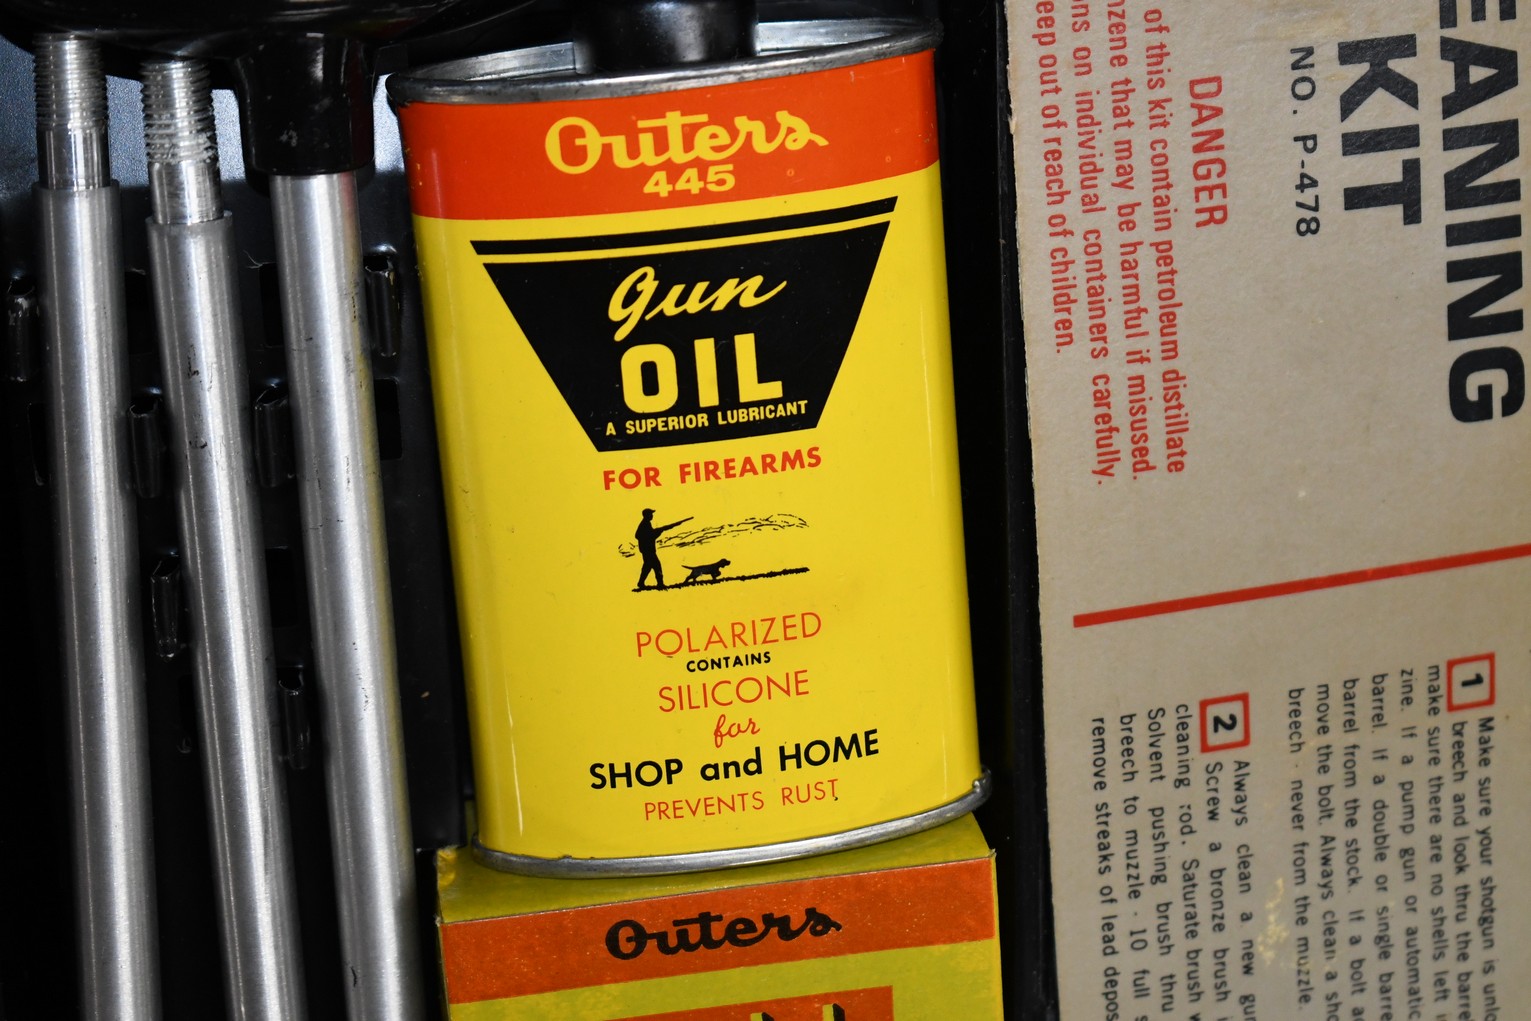 Outers
445
Gun
OIL
A SUPERIOR LUBRICANT
FOR FIREARMS
POLARIZED
CONTAINS
SILICONE
for
SHOP and HOME
PREVENTS RUST
Outers
EANING
KIT
NO. P-478
DANGER
of this kit contain petroleum distillate
nzene that may be harmful if misused.
ns on individual containers carefully.
eep out of reach of children.
1 Make sure your shotgun is
breech and look thru the barre
make sure there are no shells left
zine. If a pump gun or automatic
barrel. If a double or single barre
barrel from the stock. If a bolt
move the bolt. Always clean a
breech - never from the muzzle.
2 Always clean a new
Screw a bronze brush
cleaning rod. Saturate brush
Solvent pushing brush thru
breech to muzzle - 10 full
remove streaks of lead depos